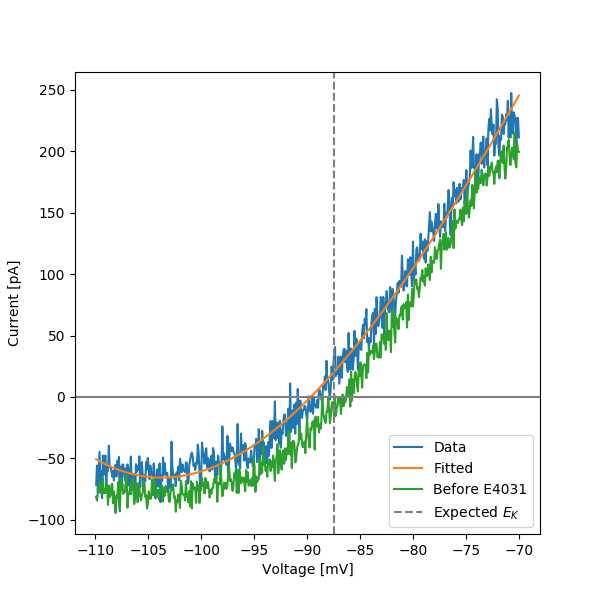 250
200
150
100
50
0
−50
−100
Current [pA]
−110 −105 −100 −95 −90 −85 −80 −75 −70
Voltage [mV]
Data
Fitted
Before E4031
Expected E_K